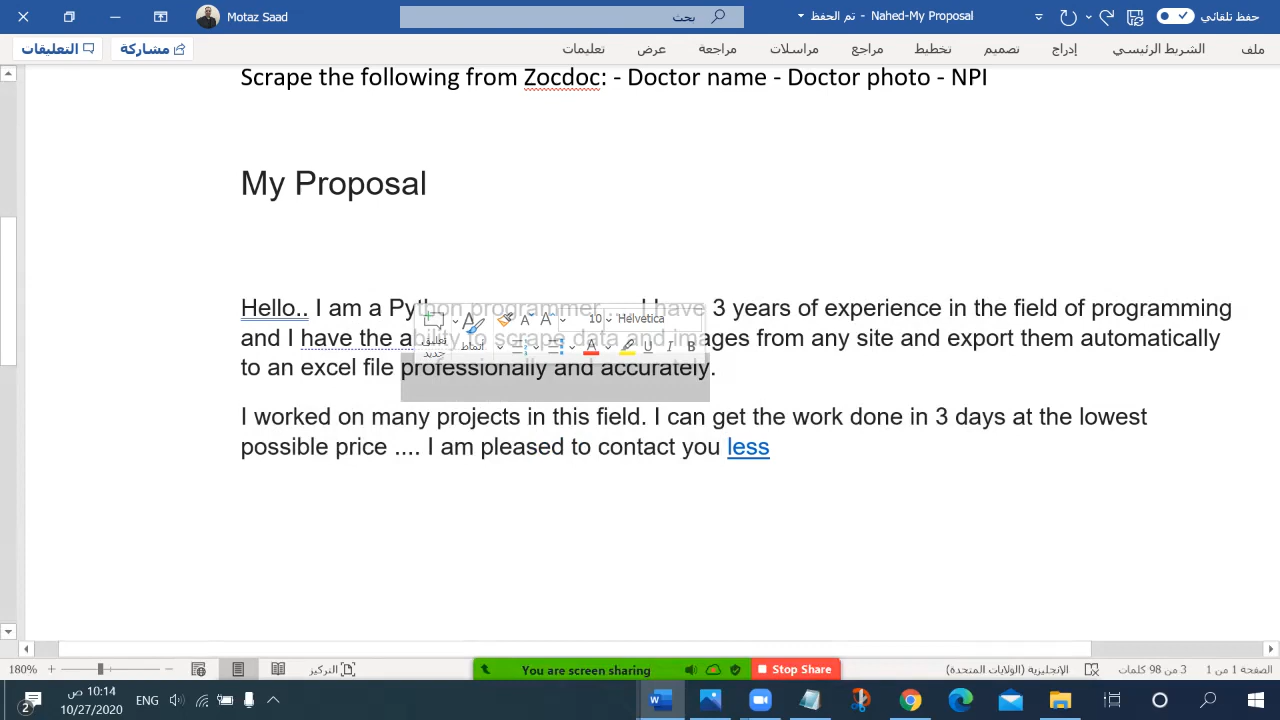 Motaz Saad
بحث
Nahed-My Proposal - تم الحفظ
حفظ تلقائي
ملف الشريط الرئيسي إدراج تصميم تخطيط مراجع مراسلات مراجعة عرض تعليمات
مشاركة
التعليقات
Scrape the following from Zocdoc: - Doctor name - Doctor photo - NPI
My Proposal
Hello.. I am a Python programmer.... I have 3 years of experience in the field of programming
and I have the ability to scrape data and images from any site and export them automatically
to an excel file professionally and accurately.
تعليق
جديد
أنماط
10
Helvetica
A
U
I
B
I worked on many projects in this field. I can get the work done in 3 days at the lowest
possible price .... I am pleased to contact you less
الصفحة 1 من 1
3 من 98 كلمات
الإنجليزية (الولايات المتحدة)
You are screen sharing
Stop Share
التركيز
180%
2
10:14 ص
10/27/2020
ENG